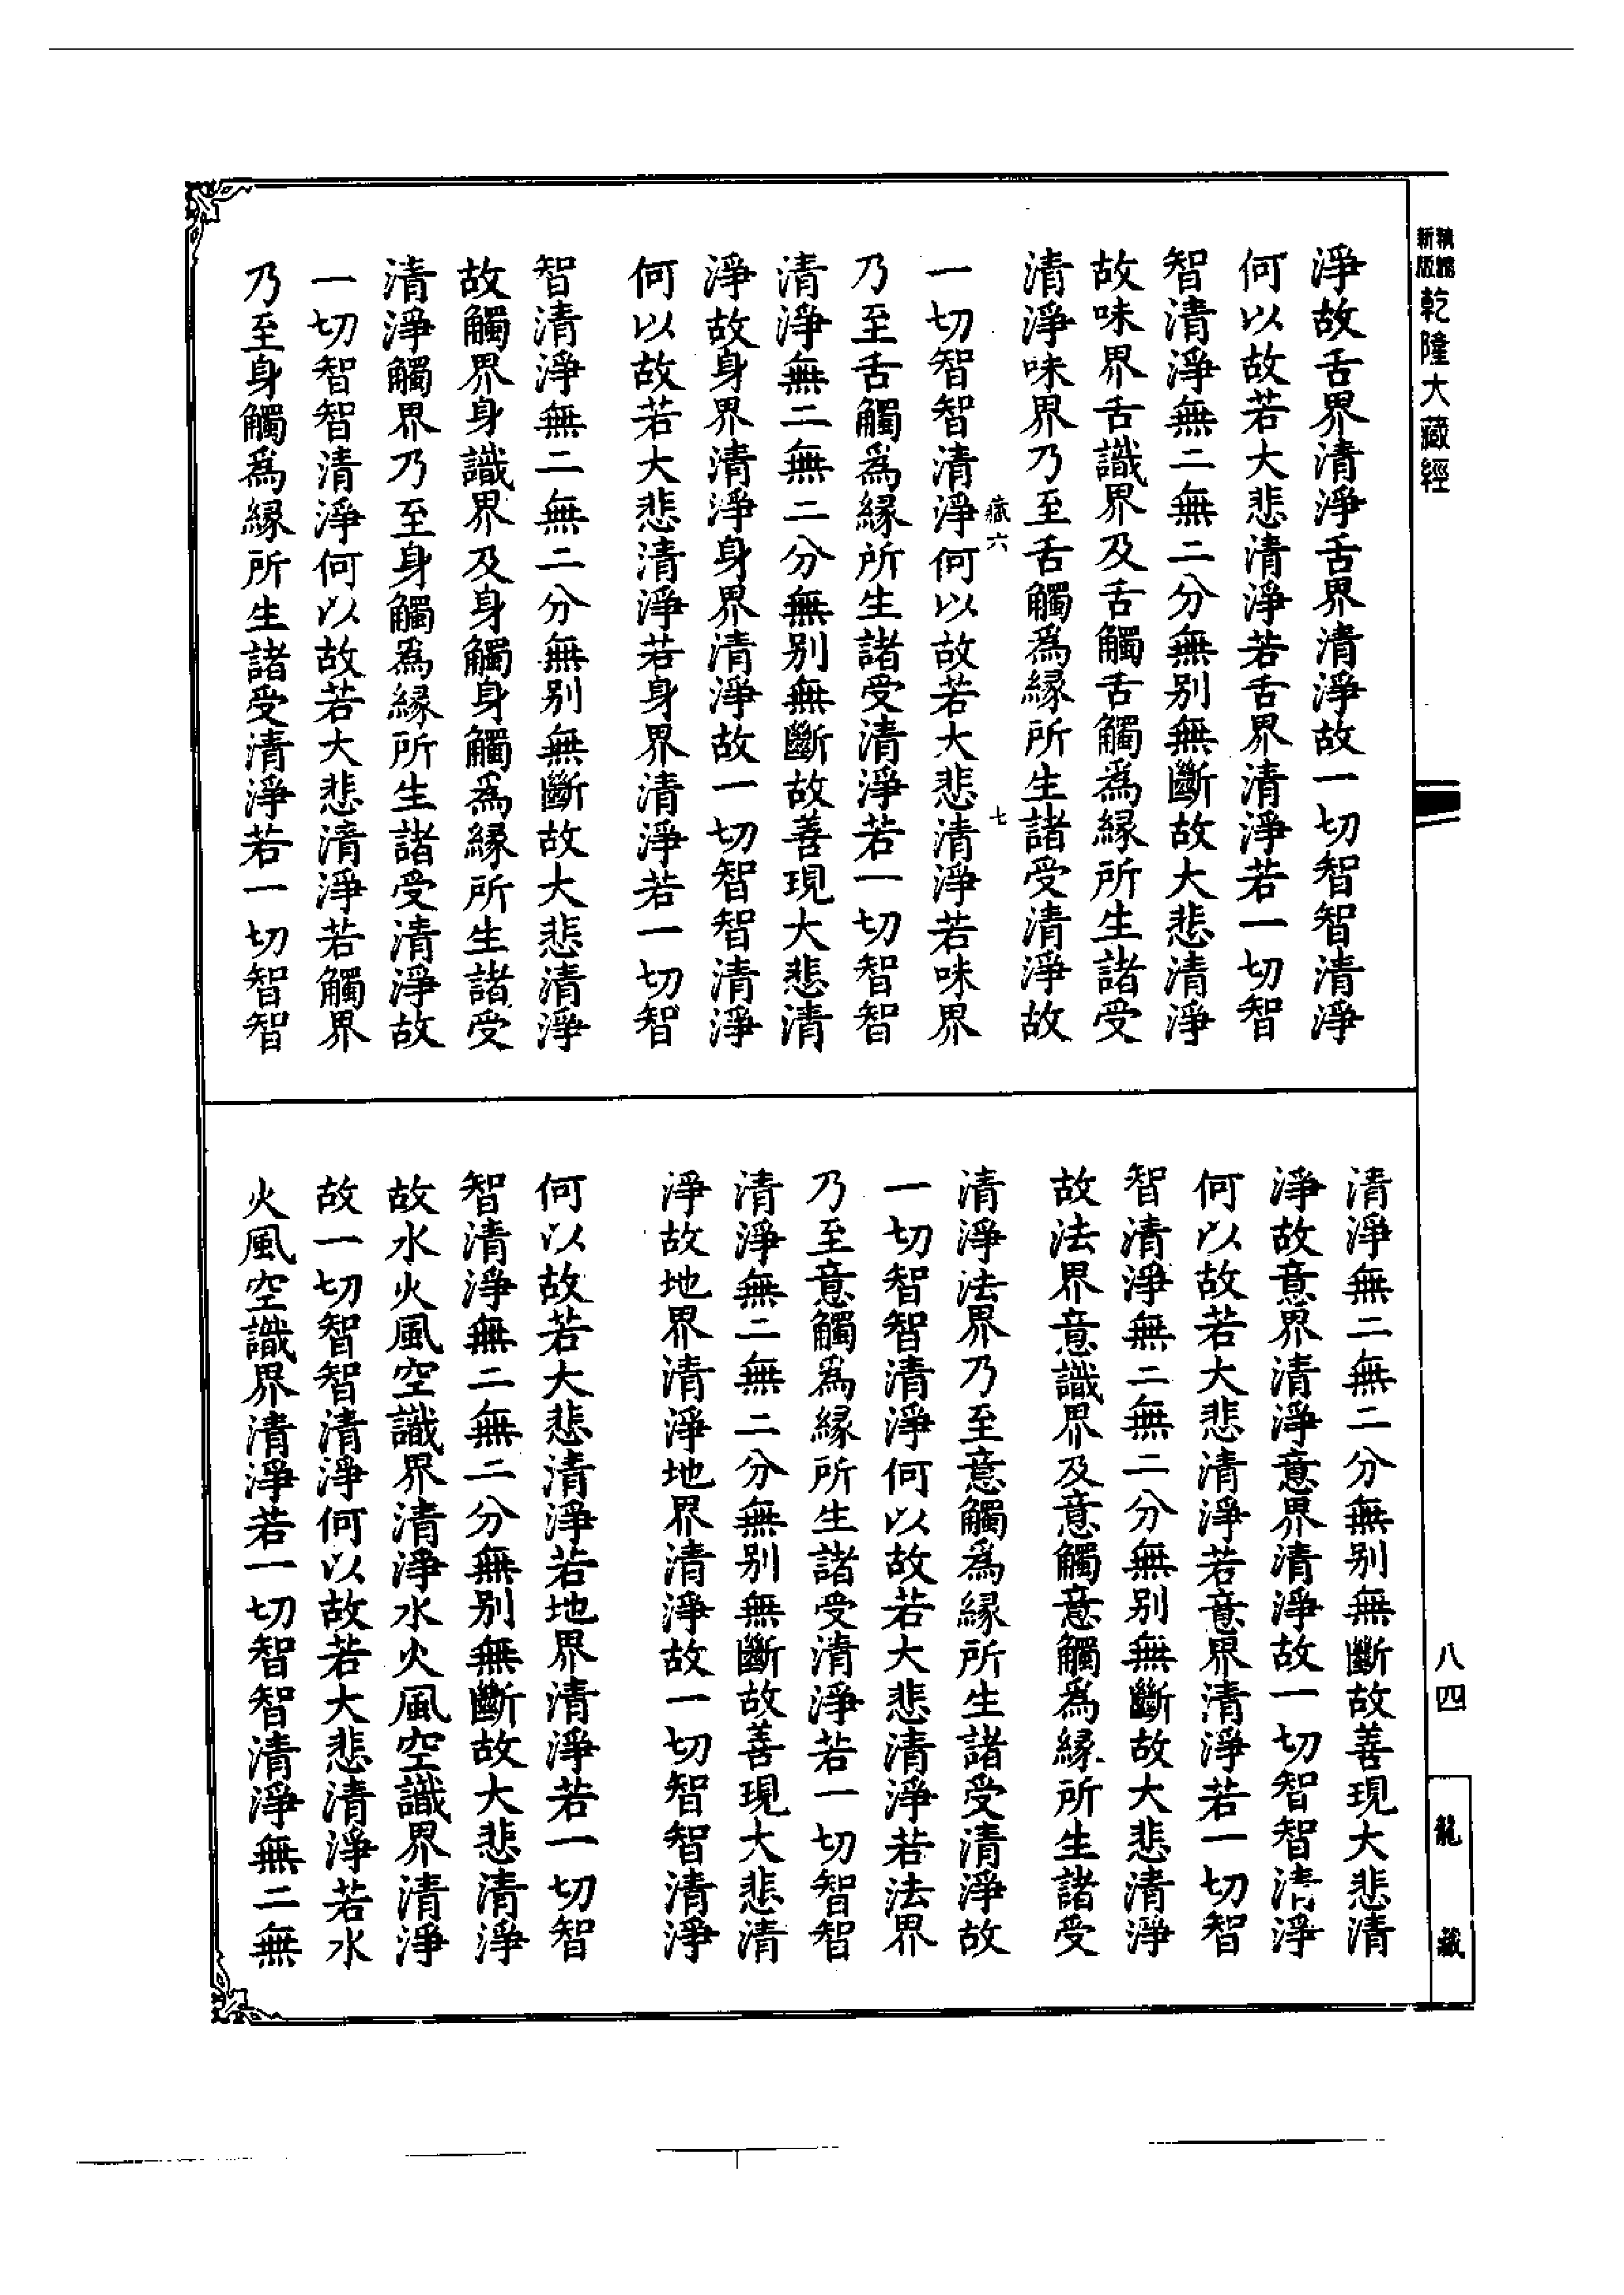 精編新版
乾隆大藏經
淨故舌界清淨舌界清淨故一切智智清淨
何以故若大悲清淨若舌界清淨若一切智
智清淨無二無二分無別無斷故大悲清淨
故味界舌識界及舌觸舌觸爲緣所生諸受
清淨味界乃至舌觸爲緣所生諸受清淨故
藏六　七
一切智智清淨何以故若大悲清淨若味界
乃至舌觸爲緣所生諸受清淨若一切智智
清淨無二無二分無別無斷故善現大悲清
淨故身界清淨身界清淨故一切智智清淨
何以故若大悲清淨若身界清淨若一切智
智清淨無二無二分無別無斷故大悲清淨
故觸界身識界及身觸身觸爲緣所生諸受
清淨觸界乃至身觸爲緣所生諸受清淨故
一切智智清淨何以故若大悲清淨若觸界
乃至身觸爲緣所生諸受清淨若一切智智
清淨無二無二分無別無斷故善現大悲清
淨故意界清淨意界清淨故一切智智清淨
何以故若大悲清淨若意界清淨若一切智
智清淨無二無二分無別無斷故大悲清淨
故法界意識界及意觸意觸爲緣所生諸受
清淨法界乃至意觸爲緣所生諸受清淨故
一切智智清淨何以故若大悲清淨若法界
乃至意觸爲緣所生諸受清淨若一切智智
清淨無二無二分無別無斷故善現大悲清
淨故地界清淨地界清淨故一切智智清淨
何以故若大悲清淨若地界清淨若一切智
智清淨無二無二分無別無斷故大悲清淨
故水火風空識界清淨水火風空識界清淨
故一切智智清淨何以故若大悲清淨若水
火風空識界清淨若一切智智清淨無二無
八四
龍藏